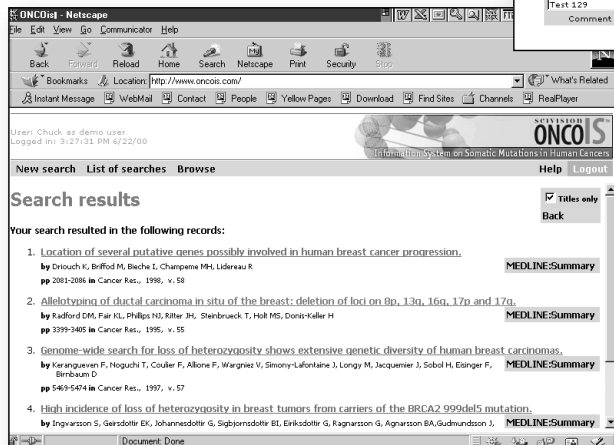 ONCOis] - Netscape
Test 129
Comment
File Edit View Go Communicator Help
Back Forward Reload Home Search Netscape Print Security Stop
My
Bookmarks Location: http://www.oncois.com/ What's Related
Instant Message WebMail Contact People Yellow Pages Download Find Sites Channels RealPlayer
User: Chuck as demo user
Logged in: 3:27:31 PM 6/22/00
SCIVISION
ONCOIS
Information System on Somatic Mutations in Human Cancers
New search List of searches Browse Help Logout
Search results
Titles only
Back
Your search resulted in the following records:
1. Location of several putative genes possibly involved in human breast cancer progression.
by Driouch K, Briffod M, Bieche I, Champeme MH, Lidereau R MEDLINE:Summary
pp 2081-2086 in Cancer Res., 1998, v.58
2. Allelotyping of ductal carcinoma in situ of the breast: deletion of loci on 8p, 13q, 16q, 17p and 17q.
by Radford DM, Fair KL, Phillips NJ, Ritter JH, Steinbrueck T, Holt MS, Donis-Keller H MEDLINE:Summary
pp 3399-3405 in Cancer Res., 1995, v.55
3. Genome-wide search for loss of heterozygosity shows extensive genetic diversity of human breast carcinomas.
by Kerangueven F, Noguchi T, Coulier F, Allione F, Wargniez V, Simony-Lafontaine J, Longy M, Jacquemier J, Sobol H, Eisinger F, MEDLINE:Summary
Birnbaum D
pp 5469-5474 in Cancer Res., 1997, v.57
4. High incidence of loss of heterozygosity in breast tumors from carriers of the BRCA2 999del5 mutation.
by Ingvarsson S, Geirsdottir EK, Johannesdottir G, Sigbjornsdottir BI, Eiriksdottir G, Ragnarsson G, Agnarsson BA,Gudmundsson J, MEDLINE:Summary
Document: Done